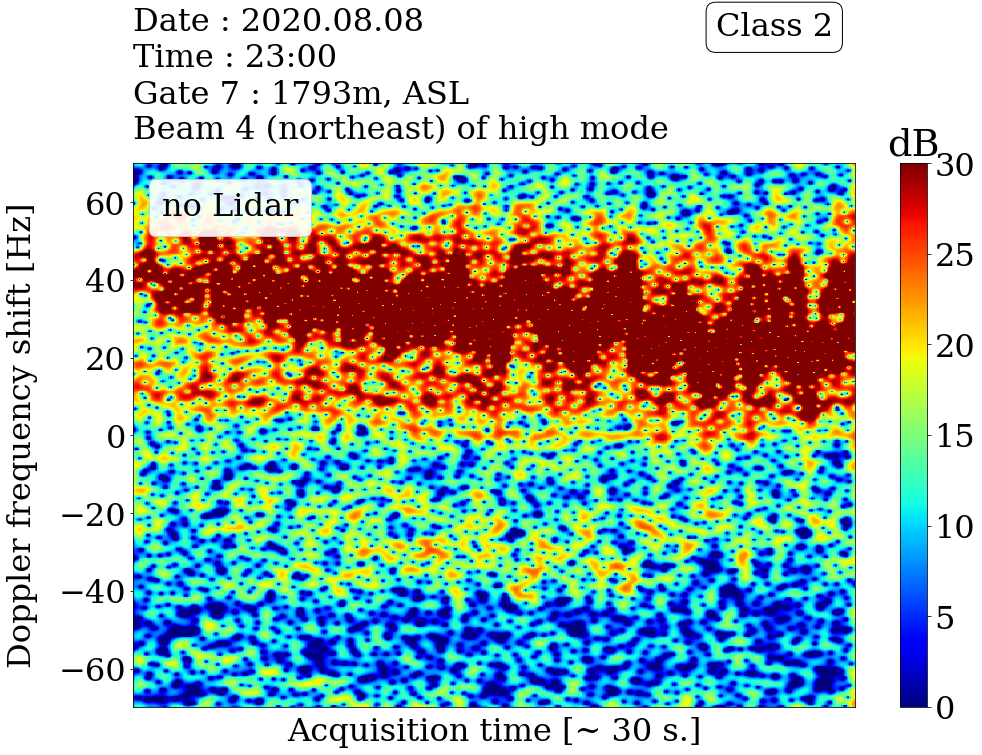 Date : 2020.08.08
Time : 23:00
Gate 7 : 1793m, ASL
Beam 4 (northeast) of high mode
Class 2
no Lidar
dB
30
25
20
15
10
5
0
Doppler frequency shift [Hz]
60
40
20
0
−20
−40
−60
Acquisition time [~ 30 s.]